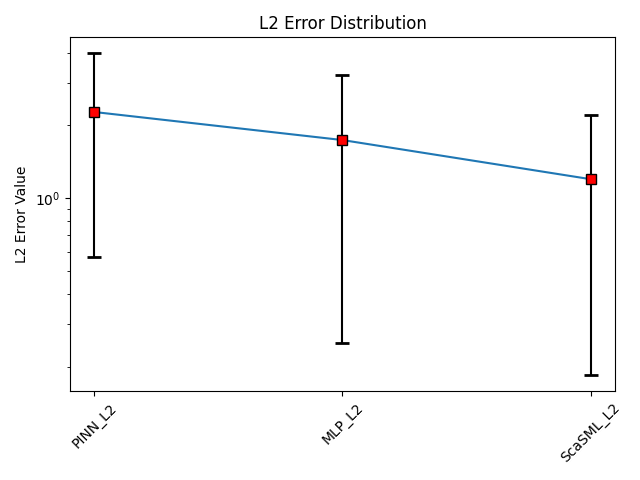 L2 Error Distribution
L2 Error Value
10⁰
PINN_L2
MLP_L2
ScaSML_L2